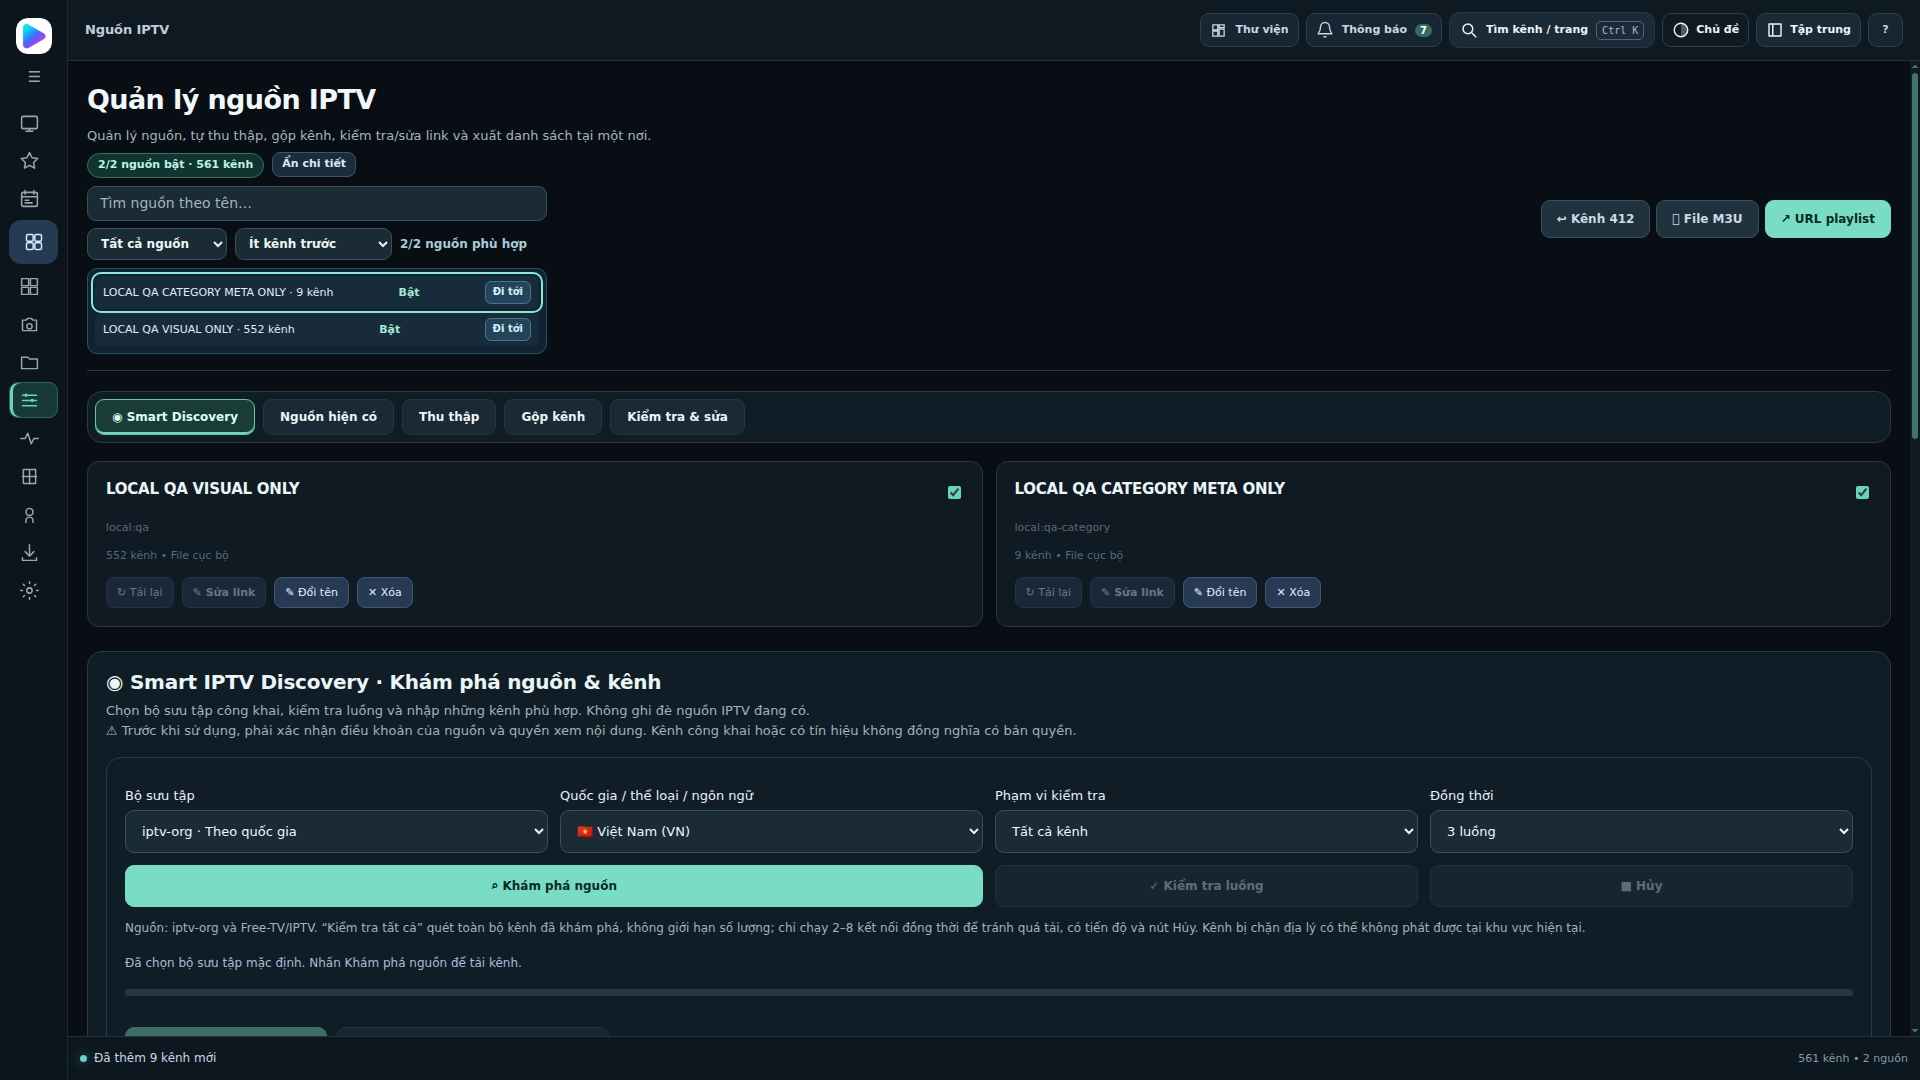 Nguồn IPTV
Thư viện
Thông báo 7
Tìm kênh / trang Ctrl K
Chủ đề
Tập trung
?
Quản lý nguồn IPTV
Quản lý nguồn, tự thu thập, gộp kênh, kiểm tra/sửa link và xuất danh sách tại một nơi.
2/2 nguồn bật · 561 kênh
Ẩn chi tiết
Tìm nguồn theo tên…
Tất cả nguồn
Ít kênh trước
2/2 nguồn phù hợp
↩ Kênh 412
File M3U
↗ URL playlist
LOCAL QA CATEGORY META ONLY · 9 kênh Bật Đi tới
LOCAL QA VISUAL ONLY · 552 kênh Bật Đi tới
◉ Smart Discovery
Nguồn hiện có
Thu thập
Gộp kênh
Kiểm tra & sửa
LOCAL QA VISUAL ONLY
local:qa
552 kênh • File cục bộ
↻ Tải lại
✎ Sửa link
✎ Đổi tên
✕ Xóa
LOCAL QA CATEGORY META ONLY
local:qa-category
9 kênh • File cục bộ
↻ Tải lại
✎ Sửa link
✎ Đổi tên
✕ Xóa
◉ Smart IPTV Discovery · Khám phá nguồn & kênh
Chọn bộ sưu tập công khai, kiểm tra luồng và nhập những kênh phù hợp. Không ghi đè nguồn IPTV đang có.
⚠ Trước khi sử dụng, phải xác nhận điều khoản của nguồn và quyền xem nội dung. Kênh công khai hoặc có tín hiệu không đồng nghĩa có bản quyền.
Bộ sưu tập
Quốc gia / thể loại / ngôn ngữ
Phạm vi kiểm tra
Đồng thời
iptv-org · Theo quốc gia
🇻🇳 Việt Nam (VN)
Tất cả kênh
3 luồng
⌕ Khám phá nguồn
✓ Kiểm tra luồng
■ Hủy
Nguồn: iptv-org và Free-TV/IPTV. “Kiểm tra tất cả” quét toàn bộ kênh đã khám phá, không giới hạn số lượng; chỉ chạy 2–8 kết nối đồng thời để tránh quá tải, có tiến độ và nút Hủy. Kênh bị chặn địa lý có thể không phát được tại khu vực hiện tại.
Đã chọn bộ sưu tập mặc định. Nhấn Khám phá nguồn để tải kênh.
Đã thêm 9 kênh mới
561 kênh • 2 nguồn